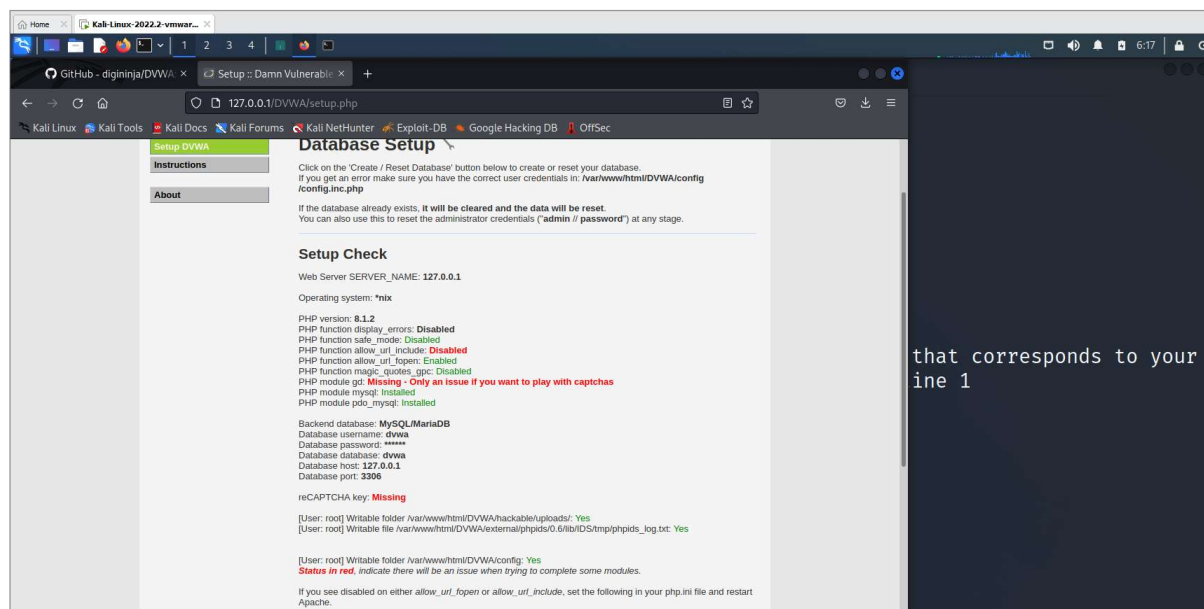 Home
Kali-Linux-2022.2-vmwar...
1 2 3 4
6:17
GitHub - digininja/DVWA:
Setup :: Damn Vulnerable
127.0.0.1/DVWA/setup.php
Kali Linux Kali Tools Kali Docs Kali Forums Kali NetHunter Exploit-DB Google Hacking DB OffSec
Setup DVWA
Instructions
About
Database Setup
Click on the 'Create / Reset Database' button below to create or reset your database.
If you get an error make sure you have the correct user credentials in: /var/www/html/DVWA/config
/config.inc.php
If the database already exists, it will be cleared and the data will be reset.
You can also use this to reset the administrator credentials ("admin // password") at any stage.
Setup Check
Web Server SERVER_NAME: 127.0.0.1
Operating system: *nix
PHP version: 8.1.2
PHP function display_errors: Disabled
PHP function safe_mode: Disabled
PHP function allow_url_include: Disabled
PHP function allow_url_fopen: Enabled
PHP function magic_quotes_gpc: Disabled
PHP module gd: Missing - Only an issue if you want to play with captchas
PHP module mysql: Installed
PHP module pdo_mysql: Installed
Backend database: MySQL/MariaDB
Database username: dvwa
Database password: ******
Database database: dvwa
Database host: 127.0.0.1
Database port: 3306
reCAPTCHA key: Missing
[User: root] Writable folder /var/www/html/DVWA/hackable/uploads/: Yes
[User: root] Writable file /var/www/html/DVWA/external/phpids/0.6/lib/IDS/tmp/phpids_log.txt: Yes
[User: root] Writable folder /var/www/html/DVWA/config: Yes
Status in red, indicate there will be an issue when trying to complete some modules.
If you see disabled on either allow_url_fopen or allow_url_include, set the following in your php.ini file and restart
Apache.
that corresponds to your
ine 1